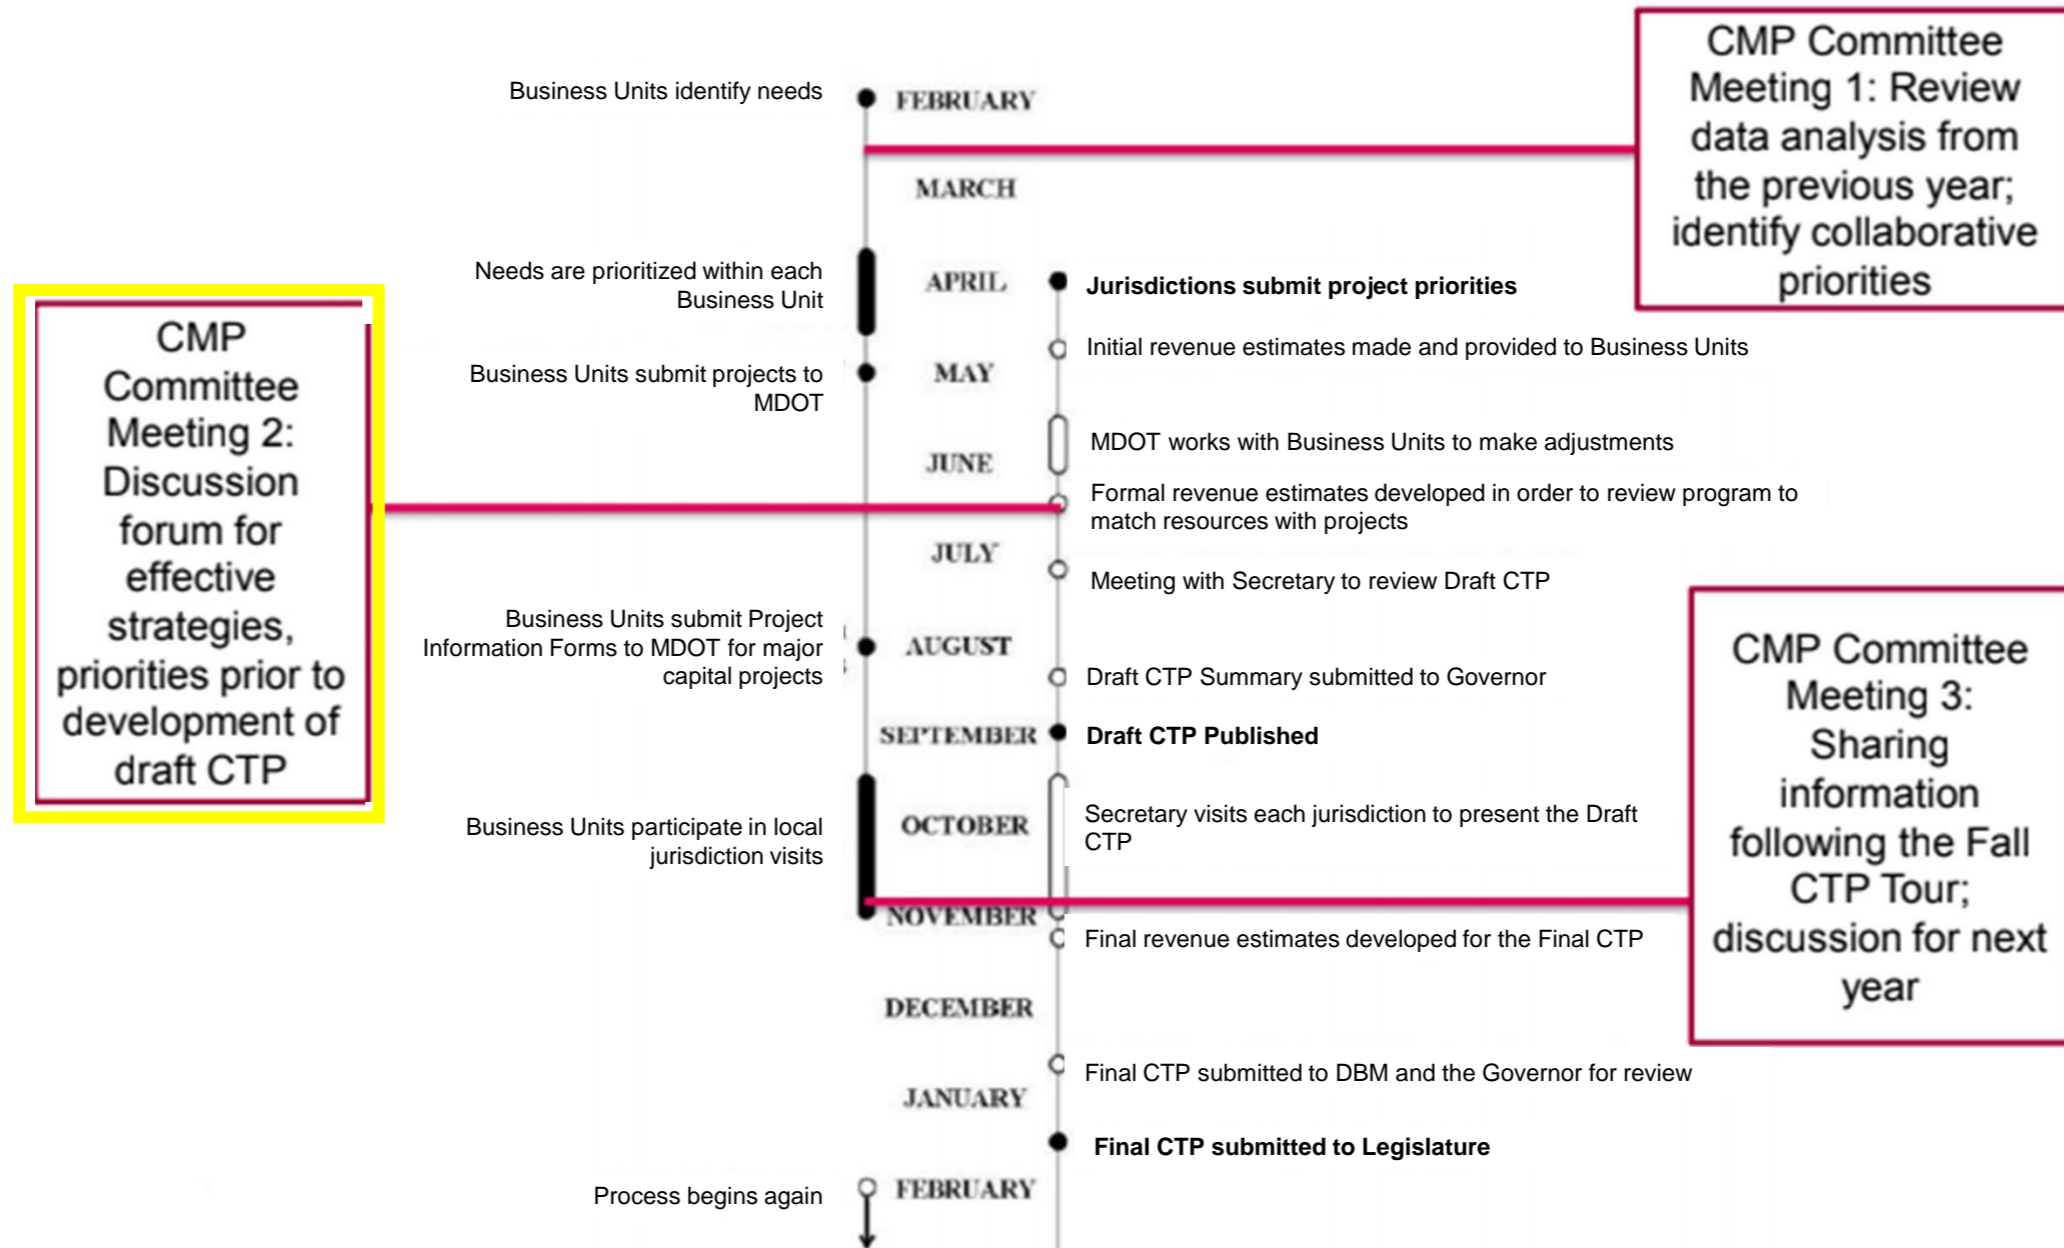 CMP Committee
Meeting 1: Review
data analysis from
the previous year;
identify collaborative
priorities
Business Units identify needs
FEBRUARY
MARCH
Needs are prioritized within each
Business Unit
APRIL
Jurisdictions submit project priorities
Initial revenue estimates made and provided to Business Units
Business Units submit projects to
MDOT
MAY
CMP
Committee
Meeting 2:
Discussion
forum for
effective
strategies,
priorities prior to
development of
draft CTP
MDOT works with Business Units to make adjustments
JUNE
Formal revenue estimates developed in order to review program to
match resources with projects
JULY
Meeting with Secretary to review Draft CTP
Business Units submit Project
Information Forms to MDOT for major
capital projects
AUGUST
Draft CTP Summary submitted to Governor
SEPTEMBER
Draft CTP Published
CMP Committee
Meeting 3:
Sharing
information
following the Fall
CTP Tour;
discussion for next
year
Business Units participate in local
jurisdiction visits
OCTOBER
Secretary visits each jurisdiction to present the Draft
CTP
NOVEMBER
Final revenue estimates developed for the Final CTP
DECEMBER
Final CTP submitted to DBM and the Governor for review
JANUARY
Final CTP submitted to Legislature
Process begins again
FEBRUARY